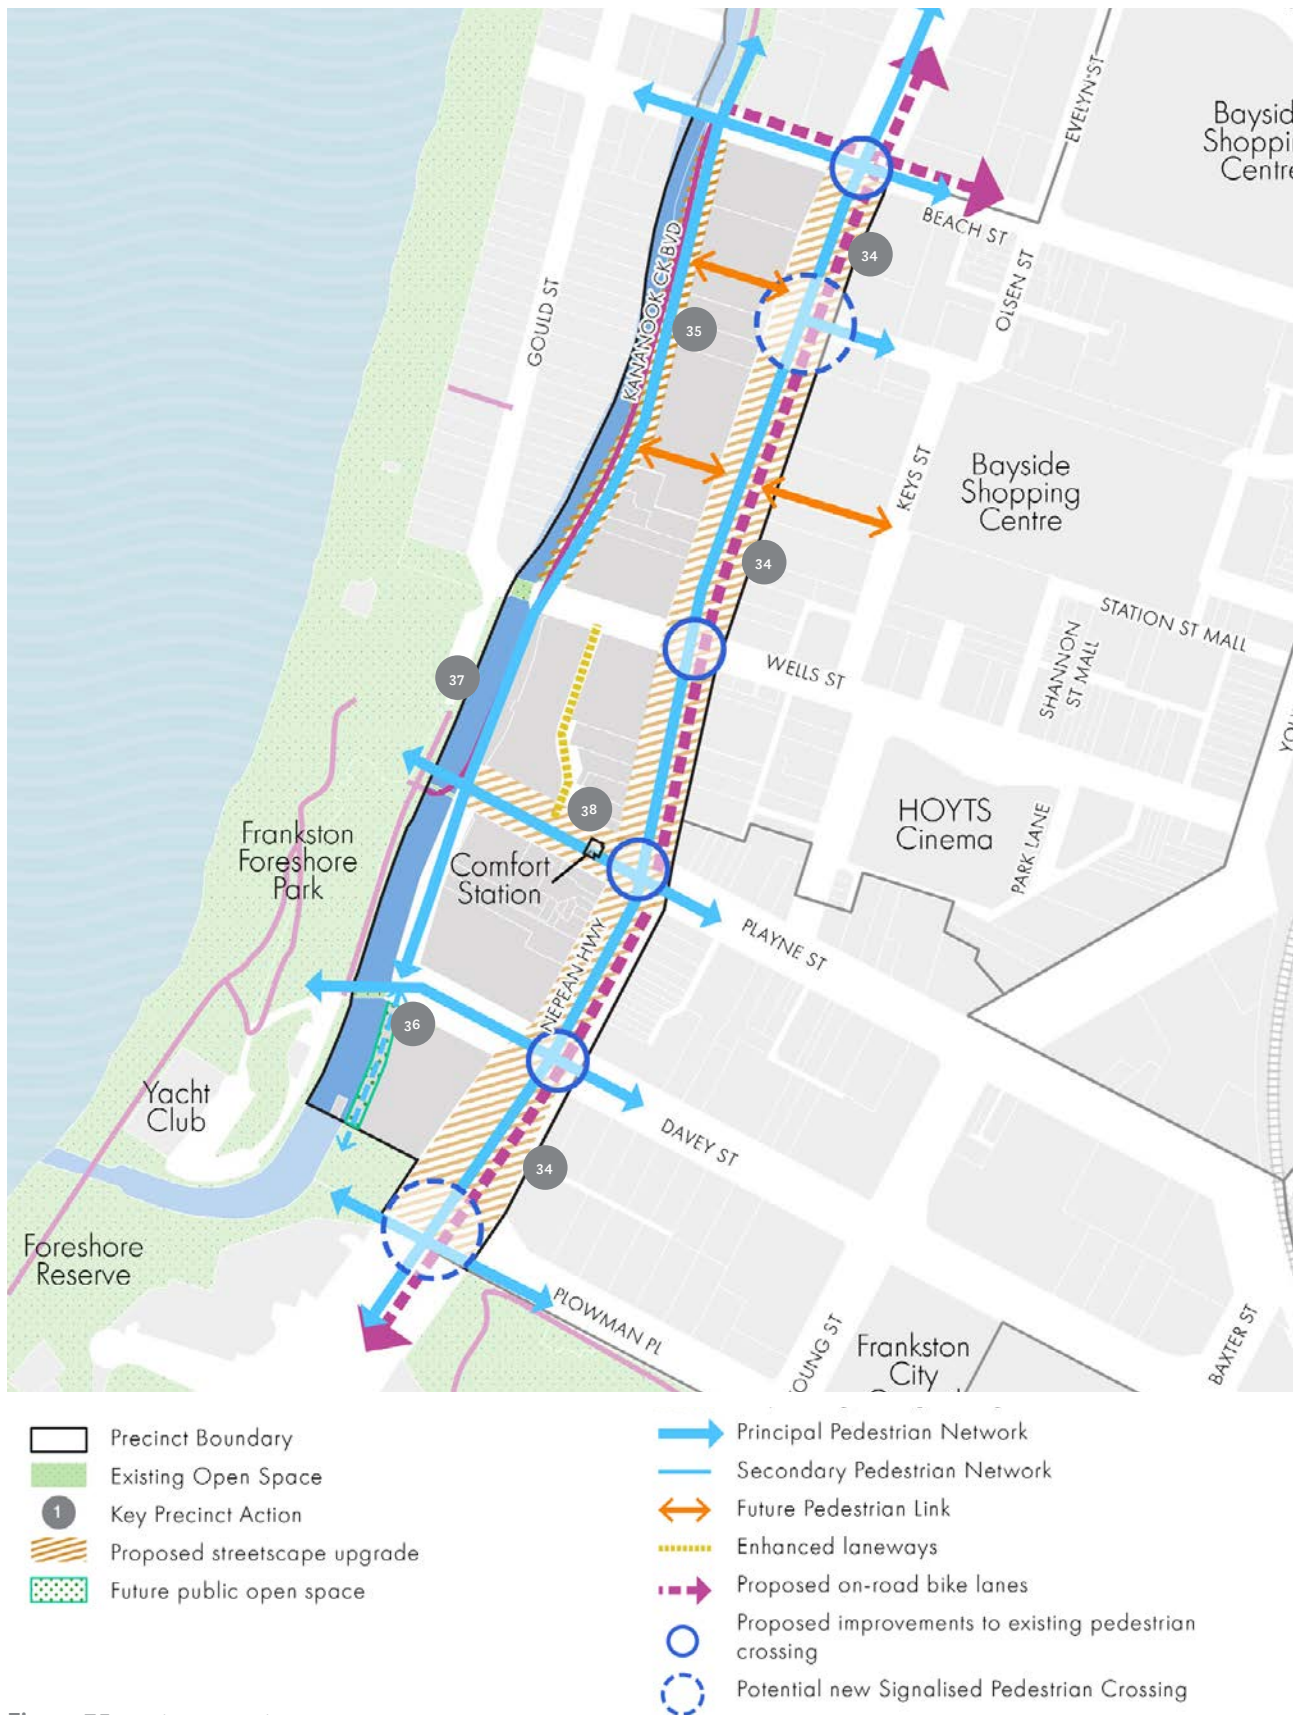 EVELYN ST
Bayside
Shopping
Centre
BEACH ST
34
OLSEN ST
KANANOOK CK BVD
GOULD ST
35
KEYS ST
Bayside
Shopping
Centre
34
STATION ST MALL
SHANNON
ST MALL
WELLS ST
37
HOYTS
Cinema
PARK LANE
38
Frankston
Foreshore
Park
Comfort
Station
PLAYNE ST
NEPEAN HWY
36
Yacht
Club
DAVEY ST
34
Foreshore
Reserve
PLOWMAN PL
YOUNG ST
Frankston
City
BAXTER ST
Precinct Boundary
Existing Open Space
1
Key Precinct Action
Proposed streetscape upgrade
Future public open space
Principal Pedestrian Network
Secondary Pedestrian Network
Future Pedestrian Link
Enhanced laneways
Proposed on-road bike lanes
Proposed improvements to existing pedestrian
crossing
Potential new Signalised Pedestrian Crossing